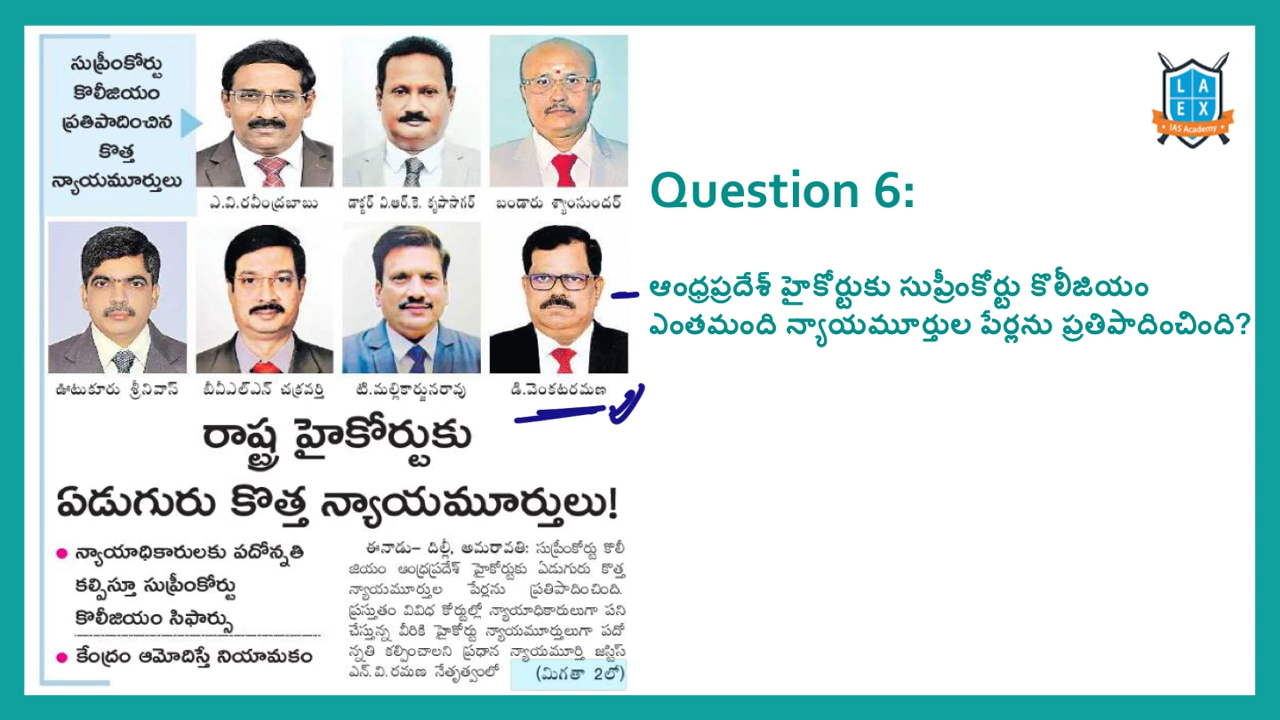 సుప్రీంకోర్టు
కొలీజియం
ప్రతిపాదించిన
కొత్త
న్యాయమూర్తులు
ఎ.వి.రవీంద్రబాబు
డాక్టర్ వి.ఆర్.కె. కృపాసాగర్
బండారు శ్యాంసుందర్
ఊటుకూరు శ్రీనివాస్
బీవీఎల్ఎన్ చక్రవర్తి
టి.మల్లికార్జునరావు
డి.వెంకటరమణ
రాష్ట్ర హైకోర్టుకు
ఏడుగురు కొత్త న్యాయమూర్తులు!
• న్యాయాధికారులకు పదోన్నతి
కల్పిస్తూ సుప్రీంకోర్టు
కొలీజియం సిఫార్సు
• కేంద్రం ఆమోదిస్తే నియామకం
ఈనాడు– దిల్లీ, అమరావతి: సుప్రీంకోర్టు కొలీ
జియం ఆంధ్రప్రదేశ్ హైకోర్టుకు ఏడుగురు కొత్త
న్యాయమూర్తుల పేర్లను ప్రతిపాదించింది.
ప్రస్తుతం వివిధ కోర్టుల్లో న్యాయాధికారులుగా పని
చేస్తున్న వీరికి హైకోర్టు న్యాయమూర్తులుగా పదో
న్నతి కల్పించాలని ప్రధాన న్యాయమూర్తి జస్టిస్
ఎన్.వి.రమణ నేతృత్వంలో (మిగతా 2లో)
L A
E X
IAS Academy
Question 6:
ఆంధ్రప్రదేశ్ హైకోర్టుకు సుప్రీంకోర్టు కొలీజియం
ఎంతమంది న్యాయమూర్తుల పేర్లను ప్రతిపాదించింది?